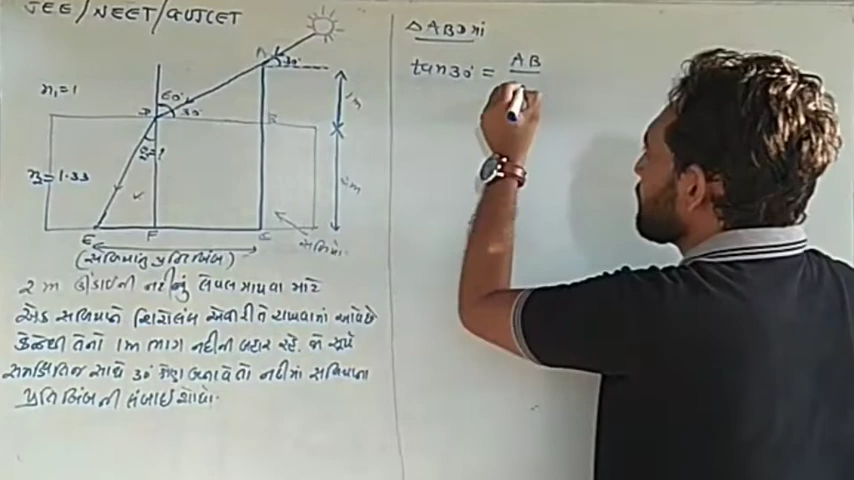 JEE/NEET/GUJCET
n₁=1
n₂=1.33
60°
30°
30°
A
B
D
r=?
1m
2m
E F C
(સળિયાનું પ્રતિબિંબ)
સળિયો
2 m ઊંડાઈની નદીનું લેવલ માપવા માટે
એક સળિયાને શિરોલંબ એવી રીતે રાખવામાં આવે છે
કે જેથી તેનો 1m ભાગ નદીની બહાર રહે. જો સૂર્ય
સમક્ષિતિજ સાથે 30° કોણ બનાવે તો નદીમાં સળિયાના
પ્રતિબિંબની લંબાઈ શોધો.
△ABD માં
tan30° = AB